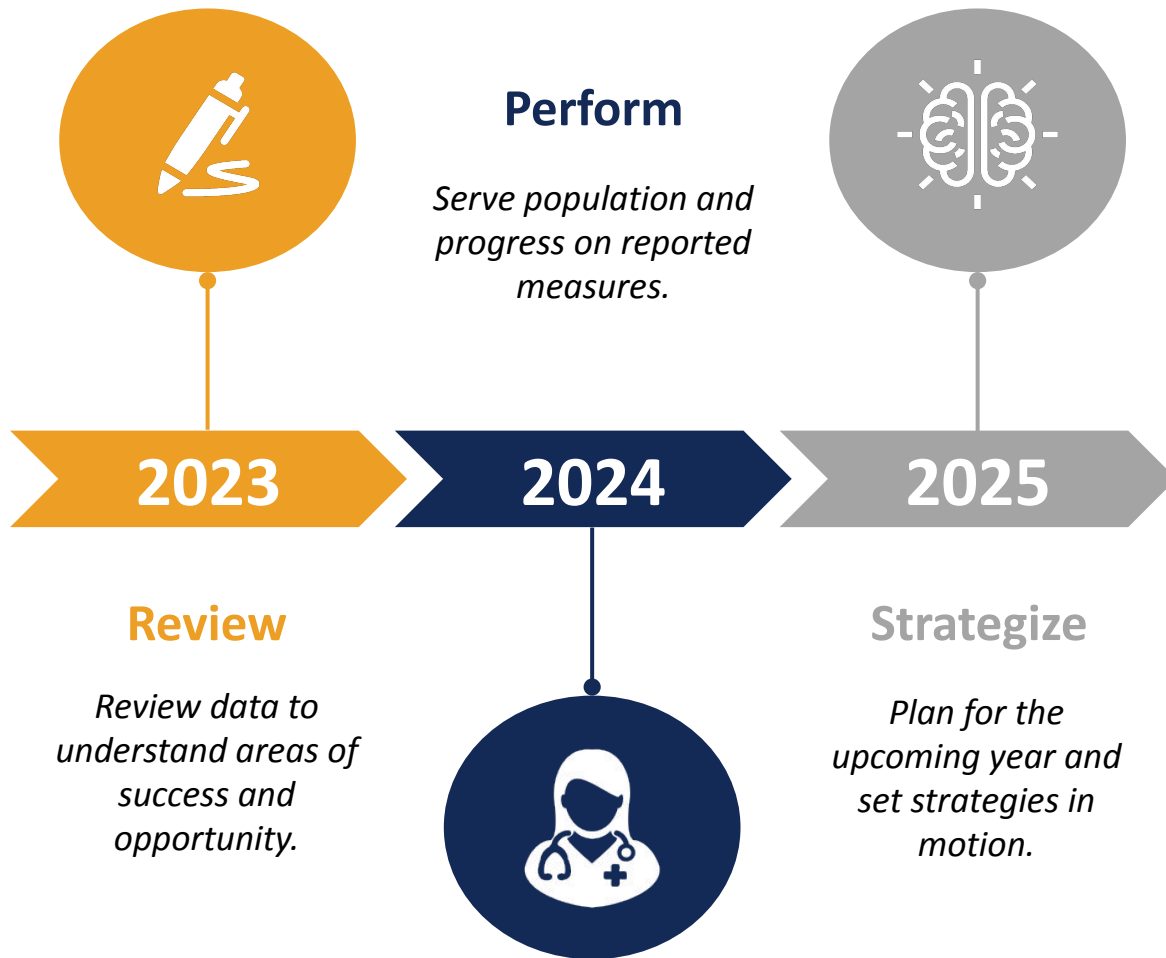 Perform
Serve population and
progress on reported
measures.
2023
2024
2025
Review
Review data to
understand areas of
success and
opportunity.
Strategize
Plan for the
upcoming year and
set strategies in
motion.